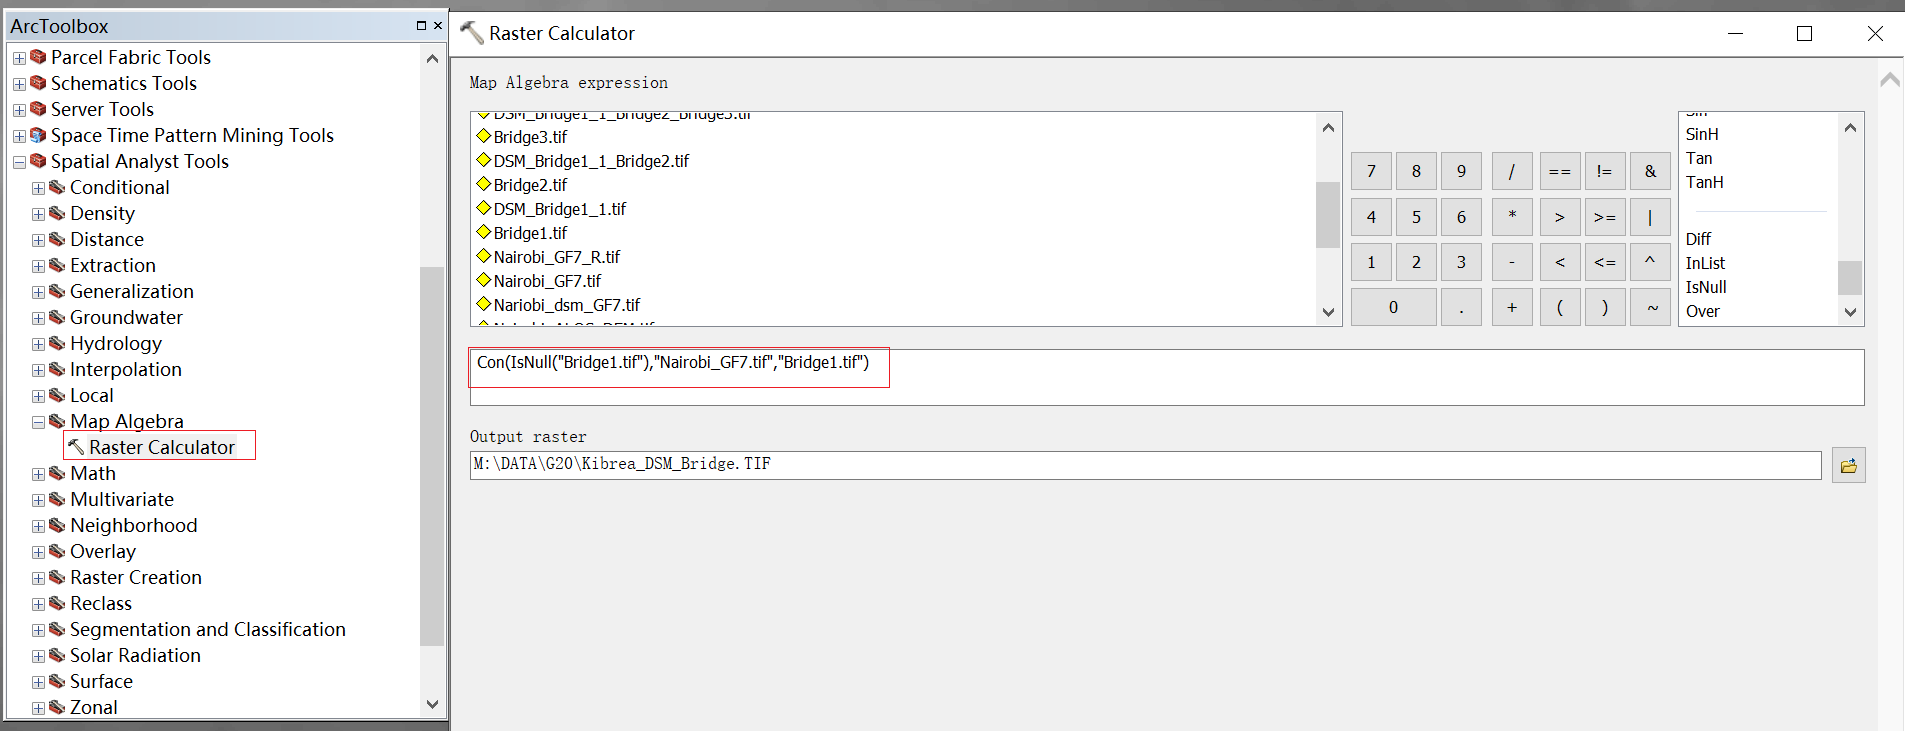 ArcToolbox
Parcel Fabric Tools
Schematics Tools
Server Tools
Space Time Pattern Mining Tools
Spatial Analyst Tools
Conditional
Density
Distance
Extraction
Generalization
Groundwater
Hydrology
Interpolation
Local
Map Algebra
Raster Calculator
Math
Multivariate
Neighborhood
Overlay
Raster Creation
Reclass
Segmentation and Classification
Solar Radiation
Surface
Zonal
Raster Calculator
Map Algebra expression
DSM_Bridge1_1_Bridge2_Bridge3.tif
Bridge3.tif
DSM_Bridge1_1_Bridge2.tif
Bridge2.tif
DSM_Bridge1_1.tif
Bridge1.tif
Nairobi_GF7_R.tif
Nairobi_GF7.tif
Nariobi_dsm_GF7.tif
7 8 9 / == != &
4 5 6 * > >= |
1 2 3 - < <= ^
0 . + ( ) ~
SinH
Tan
TanH
Diff
InList
IsNull
Over
Con(IsNull("Bridge1.tif"),"Nairobi_GF7.tif","Bridge1.tif")
Output raster
M:\DATA\G20\Kibrea_DSM_Bridge.TIF